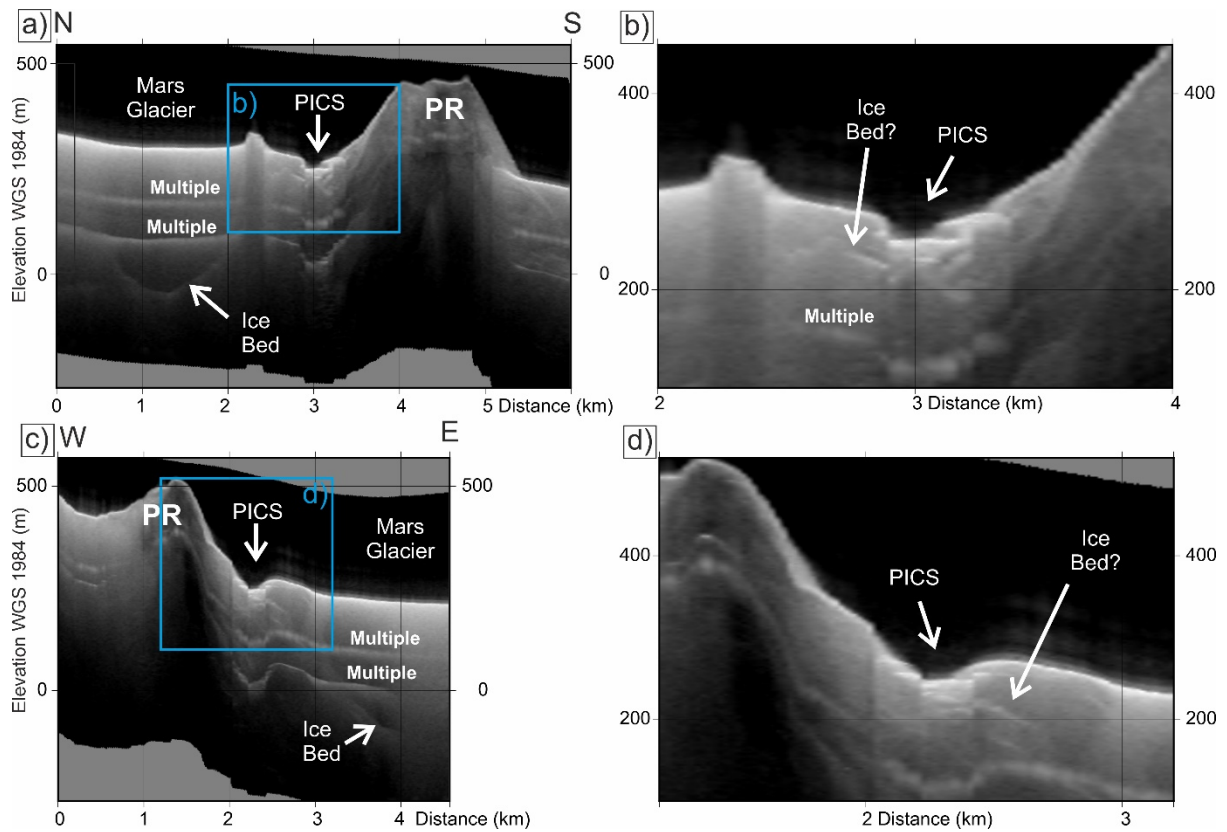 a) N
S
500
500
Mars
Glacier
b)
PICS
PR
Multiple
Multiple
0
0
Ice
Bed
Elevation WGS 1984 (m)
0
1
2
3
4
5 Distance (km)
b)
400
400
Ice
Bed?
PICS
200
200
Multiple
2
3 Distance (km)
4
c) W
E
500
500
PR
PICS
d)
Mars
Glacier
Multiple
Multiple
0
0
Ice
Bed
Elevation WGS 1984 (m)
0
1
2
3
4 Distance (km)
d)
400
400
Ice
Bed?
PICS
200
200
2 Distance (km)
3